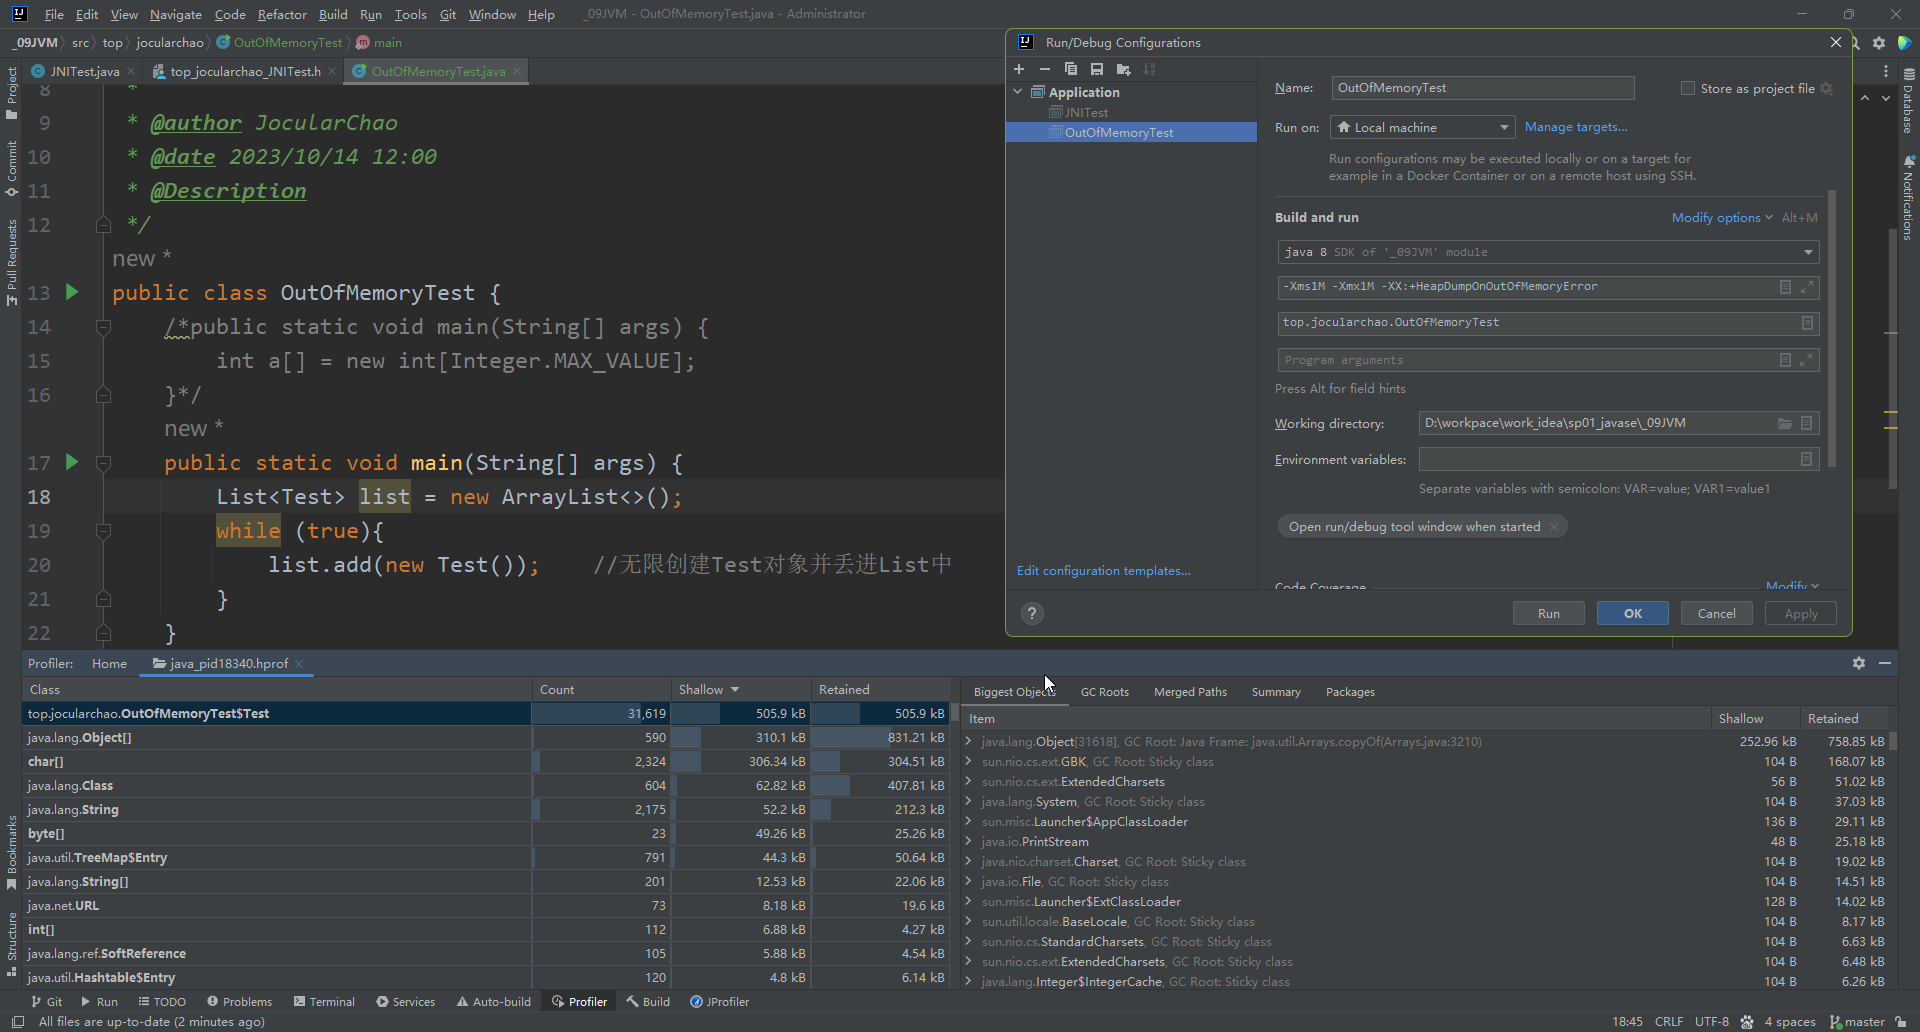 File Edit View Navigate Code Refactor Build Run Tools Git Window Help _09JVM - OutOfMemoryTest.java - Administrator
_09JVM src top jocularchao OutOfMemoryTest main
JNITest.java top_jocularchao_JNITest.h OutOfMemoryTest.java
Project
Commit
Pull Requests
Bookmarks
Structure
Database
Notifications
8 *
9 * @author JocularChao
10 * @date 2023/10/14 12:00
11 * @Description
12 */
new *
13 public class OutOfMemoryTest {
14 /*public static void main(String[] args) {
15 int a[] = new int[Integer.MAX_VALUE];
16 }*/
new *
17 public static void main(String[] args) {
18 List<Test> list = new ArrayList<>();
19 while (true){
20 list.add(new Test()); //无限创建Test对象并丢进List中
21 }
22 }
Run/Debug Configurations
Application
JNITest
OutOfMemoryTest
Edit configuration templates...
Name: OutOfMemoryTest Store as project file
Run on: Local machine Manage targets...
Run configurations may be executed locally or on a target: for
example in a Docker Container or on a remote host using SSH.
Build and run Modify options Alt+M
java 8 SDK of '_09JVM' module
-Xms1M -Xmx1M -XX:+HeapDumpOnOutOfMemoryError
top.jocularchao.OutOfMemoryTest
Program arguments
Press Alt for field hints
Working directory: D:\workpace\work_idea\sp01_javase\_09JVM
Environment variables:
Separate variables with semicolon: VAR=value; VAR1=value1
Open run/debug tool window when started
Code Coverage Modify
? Run OK Cancel Apply
Profiler: Home java_pid18340.hprof
Class Count Shallow Retained
top.jocularchao.OutOfMemoryTest$Test 31,619 505.9 kB 505.9 kB
java.lang.Object[] 590 310.1 kB 831.21 kB
char[] 2,324 306.34 kB 304.51 kB
java.lang.Class 604 62.82 kB 407.81 kB
java.lang.String 2,175 52.2 kB 212.3 kB
byte[] 23 49.26 kB 25.26 kB
java.util.TreeMap$Entry 791 44.3 kB 50.64 kB
java.lang.String[] 201 12.53 kB 22.06 kB
java.net.URL 73 8.18 kB 19.6 kB
int[] 112 6.88 kB 4.27 kB
java.lang.ref.SoftReference 105 5.88 kB 4.54 kB
java.util.Hashtable$Entry 120 4.8 kB 6.14 kB
Biggest Objects GC Roots Merged Paths Summary Packages
Item Shallow Retained
java.lang.Object[31618], GC Root: Java Frame: java.util.Arrays.copyOf(Arrays.java:3210) 252.96 kB 758.85 kB
sun.nio.cs.ext.GBK, GC Root: Sticky class 104 B 168.07 kB
sun.nio.cs.ext.ExtendedCharsets 56 B 51.02 kB
java.lang.System, GC Root: Sticky class 104 B 37.03 kB
sun.misc.Launcher$AppClassLoader 136 B 29.11 kB
java.io.PrintStream 48 B 25.18 kB
java.nio.charset.Charset, GC Root: Sticky class 104 B 19.02 kB
java.io.File, GC Root: Sticky class 104 B 14.51 kB
sun.misc.Launcher$ExtClassLoader 128 B 14.02 kB
sun.util.locale.BaseLocale, GC Root: Sticky class 104 B 8.17 kB
sun.nio.cs.StandardCharsets, GC Root: Sticky class 104 B 6.63 kB
sun.nio.cs.ext.ExtendedCharsets, GC Root: Sticky class 104 B 6.48 kB
java.lang.Integer$IntegerCache, GC Root: Sticky class 104 B 6.26 kB
Git Run TODO Problems Terminal Services Auto-build Profiler Build JProfiler
All files are up-to-date (2 minutes ago) 18:45 CRLF UTF-8 4 spaces master